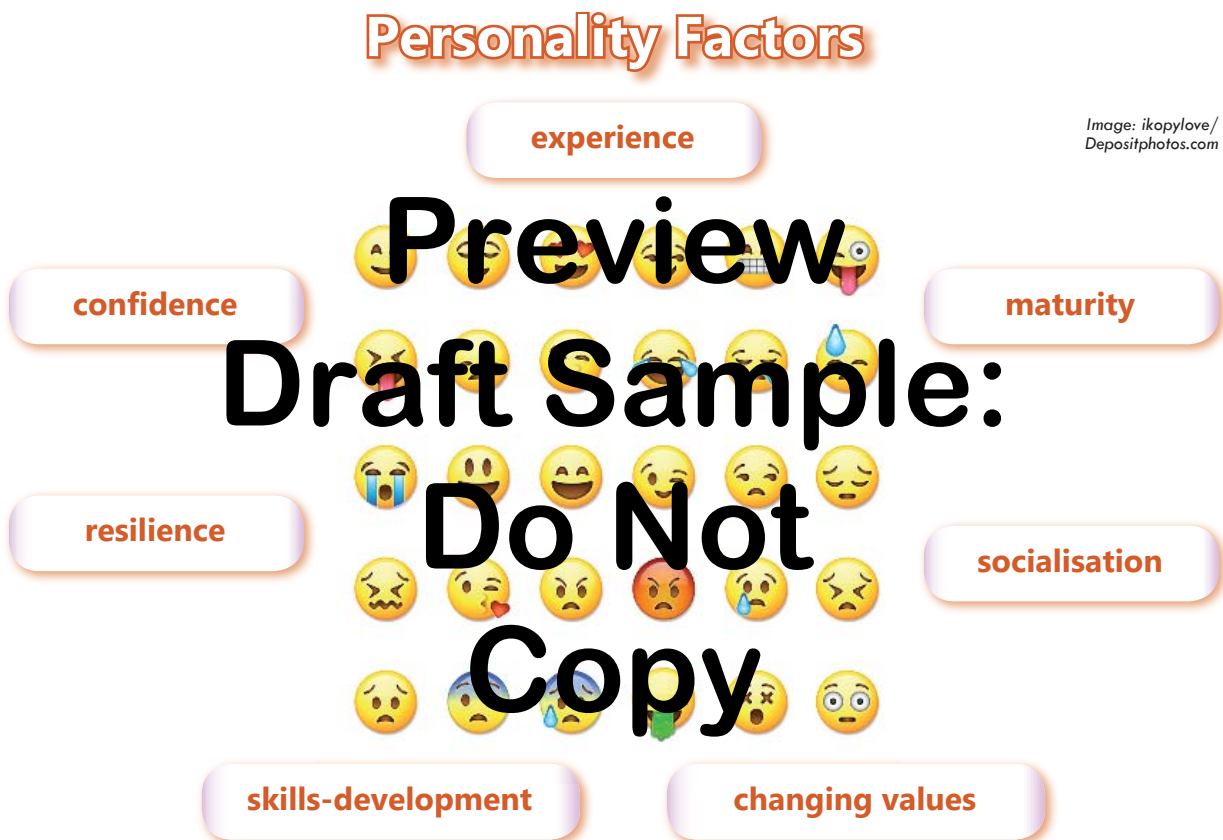 Personality Factors
experience
Image: ikopylove/
Depositphotos.com
Preview
confidence
maturity
Draft Sample:
resilience
Do Not
socialisation
Copy
skills-development
changing values